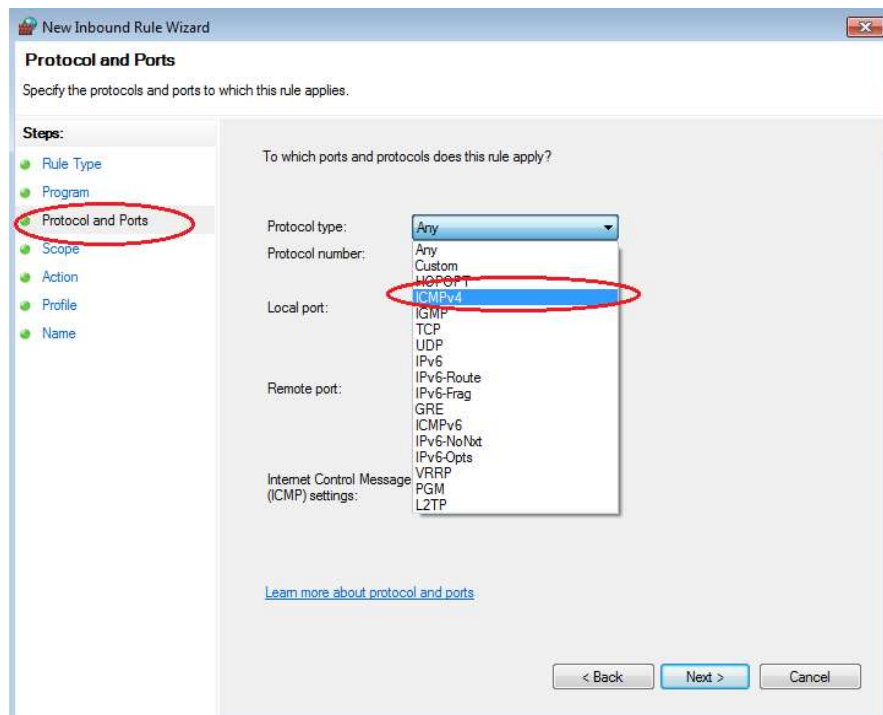 New Inbound Rule Wizard
Protocol and Ports
Specify the protocols and ports to which this rule applies.
Steps:
Rule Type
Program
Protocol and Ports
Scope
Action
Profile
Name
To which ports and protocols does this rule apply?
Protocol type:
Any
Protocol number:
Any
Custom
HOPOPT
ICMPv4
Local port:
IGMP
TCP
UDP
IPv6
IPv6-Route
Remote port:
IPv6-Frag
GRE
ICMPv6
IPv6-NoNxt
IPv6-Opts
Internet Control Message
(ICMP) settings:
VRRP
PGM
L2TP
Learn more about protocol and ports
< Back
Next >
Cancel